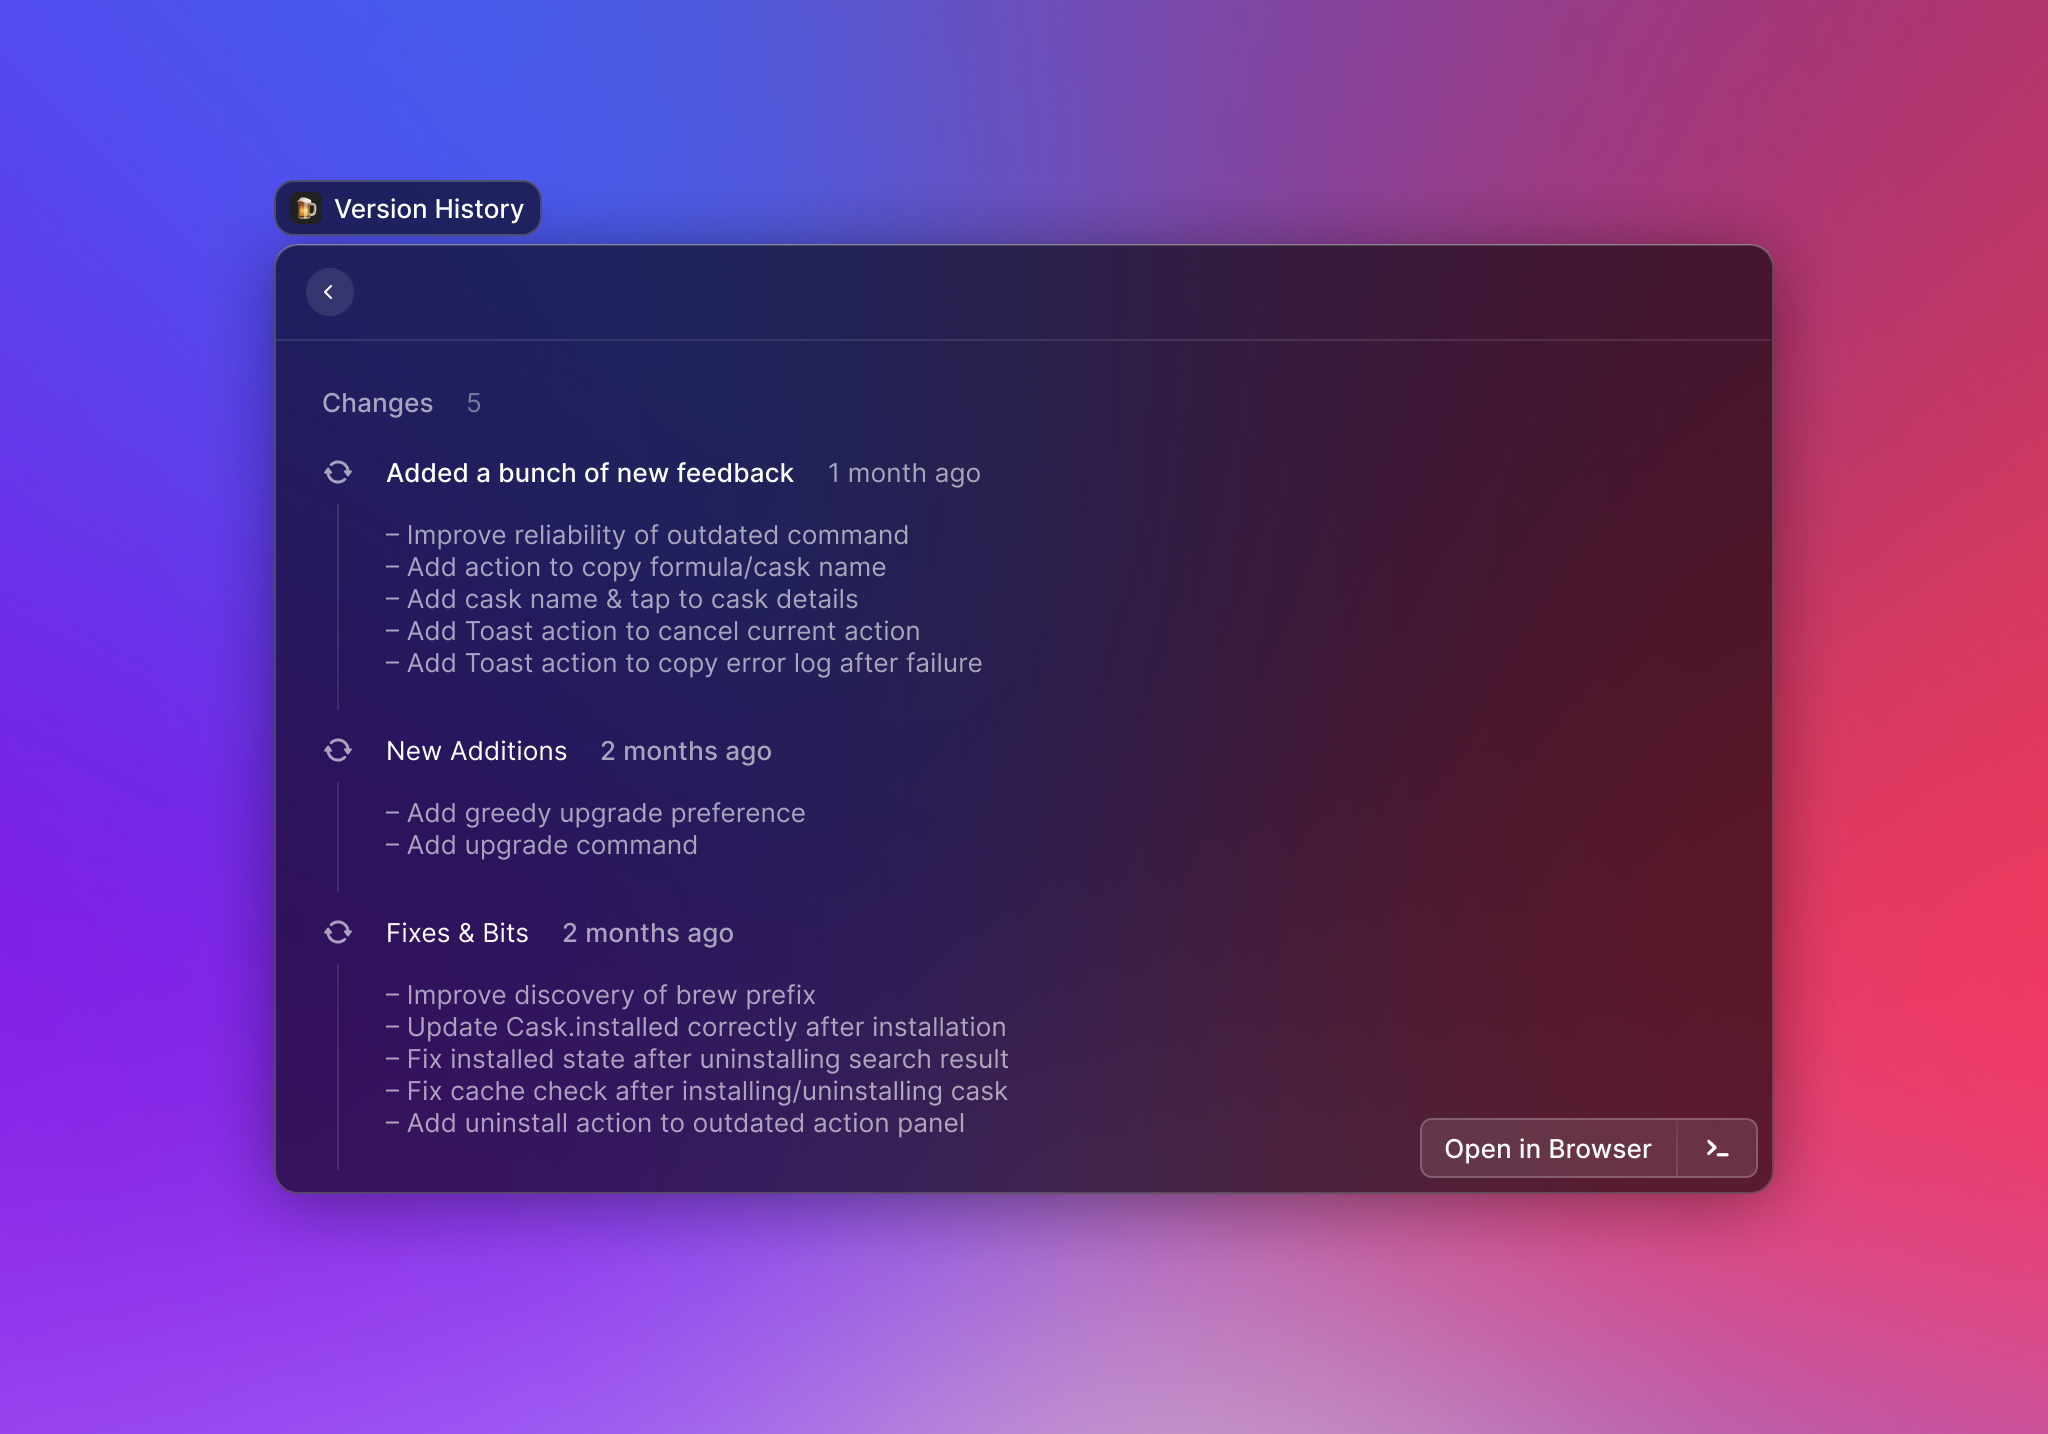 Version History
Changes 5
Added a bunch of new feedback 1 month ago
– Improve reliability of outdated command
– Add action to copy formula/cask name
– Add cask name & tap to cask details
– Add Toast action to cancel current action
– Add Toast action to copy error log after failure
New Additions 2 months ago
– Add greedy upgrade preference
– Add upgrade command
Fixes & Bits 2 months ago
– Improve discovery of brew prefix
– Update Cask.installed correctly after installation
– Fix installed state after uninstalling search result
– Fix cache check after installing/uninstalling cask
– Add uninstall action to outdated action panel
Open in Browser